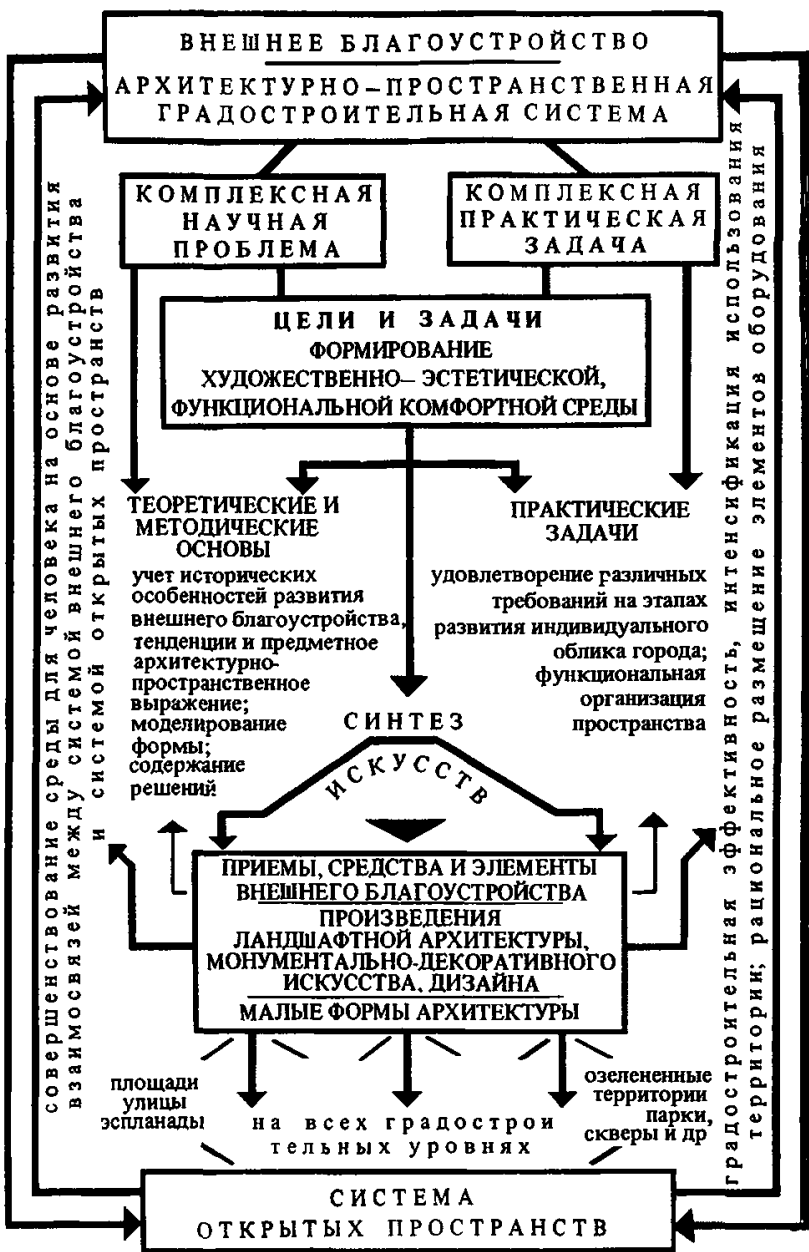 ВНЕШНЕЕ БЛАГОУСТРОЙСТВО
АРХИТЕКТУРНО-ПРОСТРАНСТВЕННАЯ
ГРАДОСТРОИТЕЛЬНАЯ СИСТЕМА
КОМПЛЕКСНАЯ
НАУЧНАЯ
ПРОБЛЕМА
КОМПЛЕКСНАЯ
ПРАКТИЧЕСКАЯ
ЗАДАЧА
ЦЕЛИ И ЗАДАЧИ
ФОРМИРОВАНИЕ
ХУДОЖЕСТВЕННО– ЭСТЕТИЧЕСКОЙ,
ФУНКЦИОНАЛЬНОЙ КОМФОРТНОЙ СРЕДЫ
ТЕОРЕТИЧЕСКИЕ И
МЕТОДИЧЕСКИЕ
ОСНОВЫ
учет исторических
особенностей развития
внешнего благоустройства,
тенденции и предметное
архитектурно-
пространственное
выражение;
моделирование
формы;
содержание
решений
ПРАКТИЧЕСКИЕ
ЗАДАЧИ
удовлетворение различных
требований на этапах
развития индивидуального
облика города;
функциональная
организация
пространства
СИНТЕЗ
ИСКУССТВ
ПРИЕМЫ, СРЕДСТВА И ЭЛЕМЕНТЫ
ВНЕШНЕГО БЛАГОУСТРОЙСТВА
ПРОИЗВЕДЕНИЯ
ЛАНДШАФТНОЙ АРХИТЕКТУРЫ,
МОНУМЕНТАЛЬНО-ДЕКОРАТИВНОГО
ИСКУССТВА, ДИЗАЙНА
МАЛЫЕ ФОРМЫ АРХИТЕКТУРЫ
площади
улицы
эспланады
на всех градострои
тельных уровнях
озелененные
территории
парки,
скверы и др
СИСТЕМА
ОТКРЫТЫХ ПРОСТРАНСТВ
совершенствование среды для человека на основе развития
взаимосвязей между системой внешнего благоустройства
и системой открытых пространств
градостроительная эффективность, интенсификация использования
территории; рациональное размещение элементов оборудования